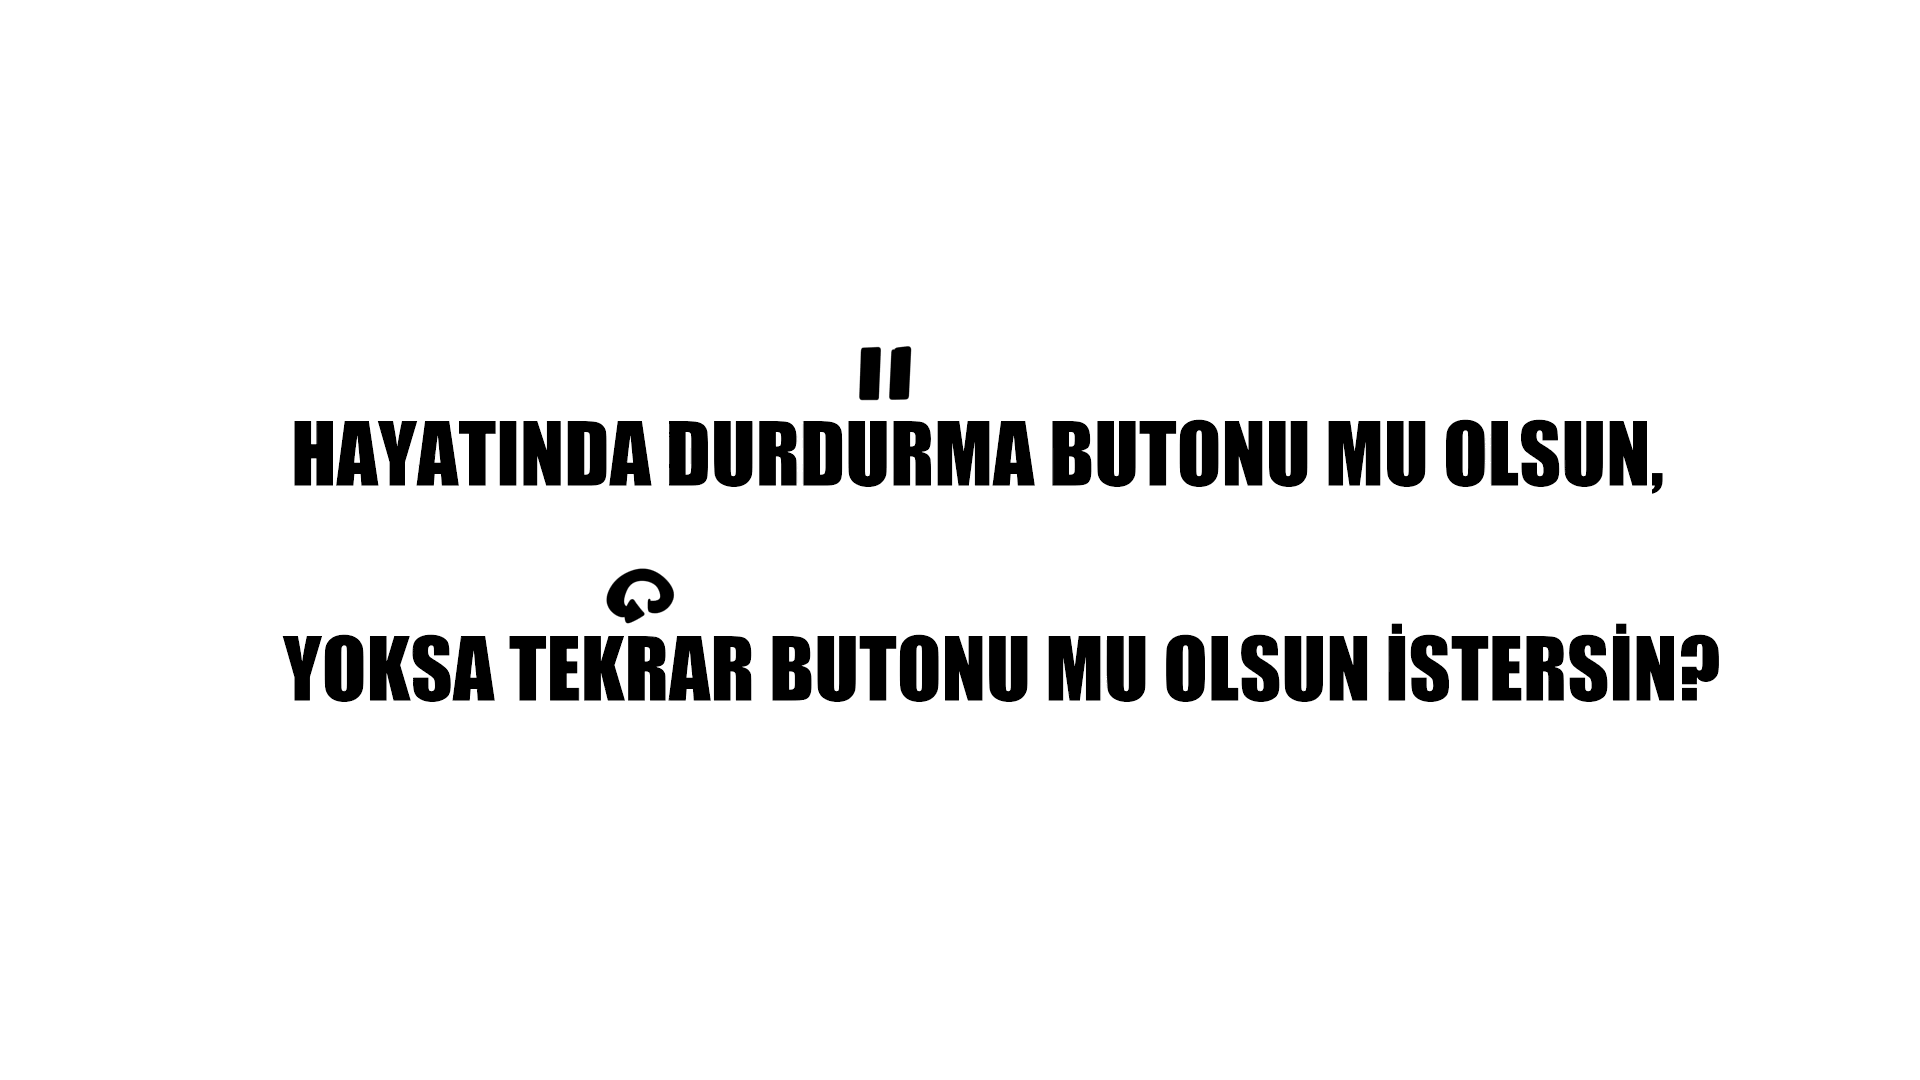 HAYATINDA DURDURMA BUTONU MU OLSUN,
YOKSA TEKRAR BUTONU MU OLSUN İSTERSİN?